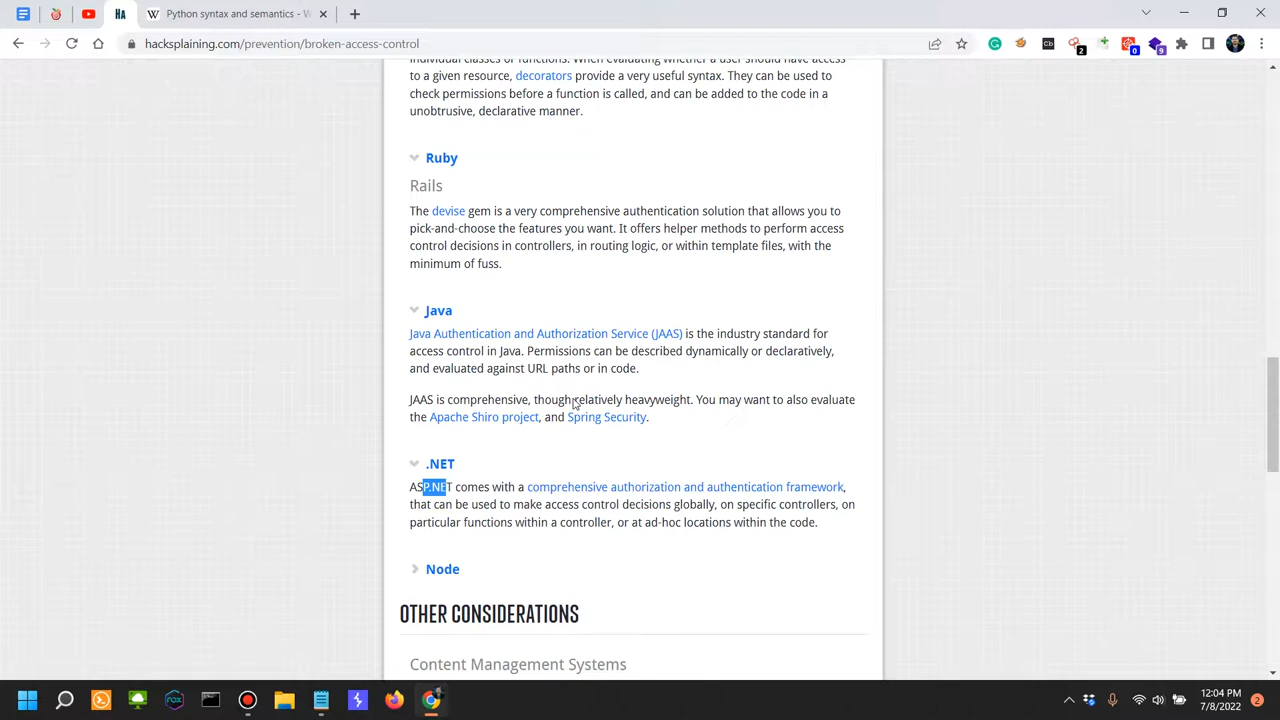 HA
Python syntax and semantics - W
hacksplaining.com/prevention/broken-access-control
Cb
2
0
9
individual classes or functions. When evaluating whether a user should have access
to a given resource, decorators provide a very useful syntax. They can be used to
check permissions before a function is called, and can be added to the code in a
unobtrusive, declarative manner.
Ruby
Rails
The devise gem is a very comprehensive authentication solution that allows you to
pick-and-choose the features you want. It offers helper methods to perform access
control decisions in controllers, in routing logic, or within template files, with the
minimum of fuss.
Java
Java Authentication and Authorization Service (JAAS) is the industry standard for
access control in Java. Permissions can be described dynamically or declaratively,
and evaluated against URL paths or in code.
JAAS is comprehensive, though relatively heavyweight. You may want to also evaluate
the Apache Shiro project, and Spring Security.
.NET
ASP.NET comes with a comprehensive authorization and authentication framework,
that can be used to make access control decisions globally, on specific controllers, on
particular functions within a controller, or at ad-hoc locations within the code.
Node
OTHER CONSIDERATIONS
Content Management Systems
rox
12:04 PM
7/8/2022
2